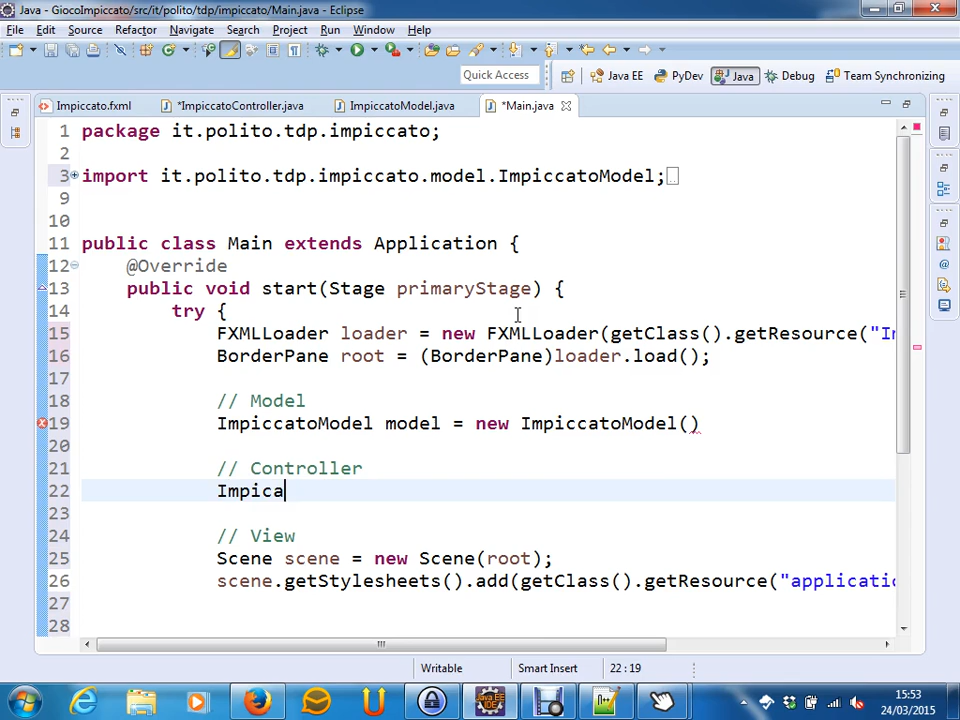 Java - GiocoImpiccato/src/it/polito/tdp/impiccato/Main.java - Eclipse
File Edit Source Refactor Navigate Search Project Run Window Help
Quick Access Java EE PyDev Java Debug Team Synchronizing
Impiccato.fxml *ImpiccatoController.java ImpiccatoModel.java *Main.java
1 package it.polito.tdp.impiccato;
2
3 import it.polito.tdp.impiccato.model.ImpiccatoModel;
9
10
11 public class Main extends Application {
12 @Override
13 public void start(Stage primaryStage) {
14 try {
15 FXMLLoader loader = new FXMLLoader(getClass().getResource("I
16 BorderPane root = (BorderPane)loader.load();
17
18 // Model
19 ImpiccatoModel model = new ImpiccatoModel()
20
21 // Controller
22 Impica
23
24 // View
25 Scene scene = new Scene(root);
26 scene.getStylesheets().add(getClass().getResource("applicatio
27
28
Writable Smart Insert 22 : 19
15:53
24/03/2015